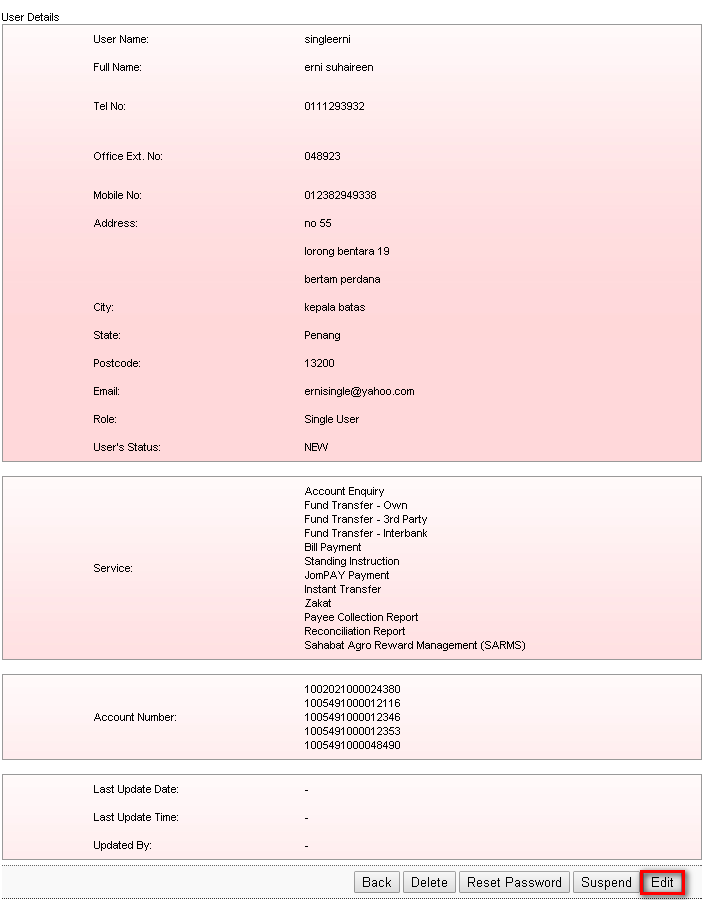 User Details
User Name: singleerni
Full Name: erni suhaireen
Tel No: 0111293932
Office Ext. No: 048923
Mobile No: 012382949338
Address: no 55
lorong bentara 19
bertam perdana
City: kepala batas
State: Penang
Postcode: 13200
Email: ernisingle@yahoo.com
Role: Single User
User's Status: NEW
Account Enquiry
Fund Transfer - Own
Fund Transfer - 3rd Party
Fund Transfer - Interbank
Bill Payment
Standing Instruction
Service: JomPAY Payment
Instant Transfer
Zakat
Payee Collection Report
Reconciliation Report
Sahabat Agro Reward Management (SARMS)
1002021000024380
1005491000012116
Account Number: 1005491000012346
1005491000012353
1005491000048490
Last Update Date: -
Last Update Time: -
Updated By: -
Back Delete Reset Password Suspend Edit